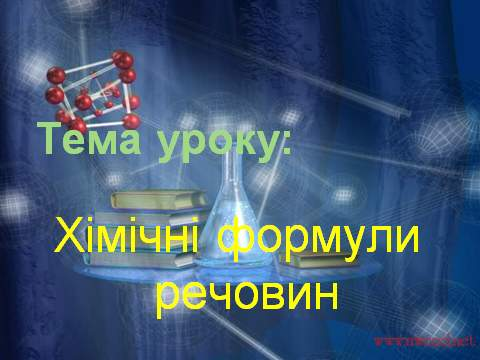 Тема уроку:
Хімічні формули
речовин